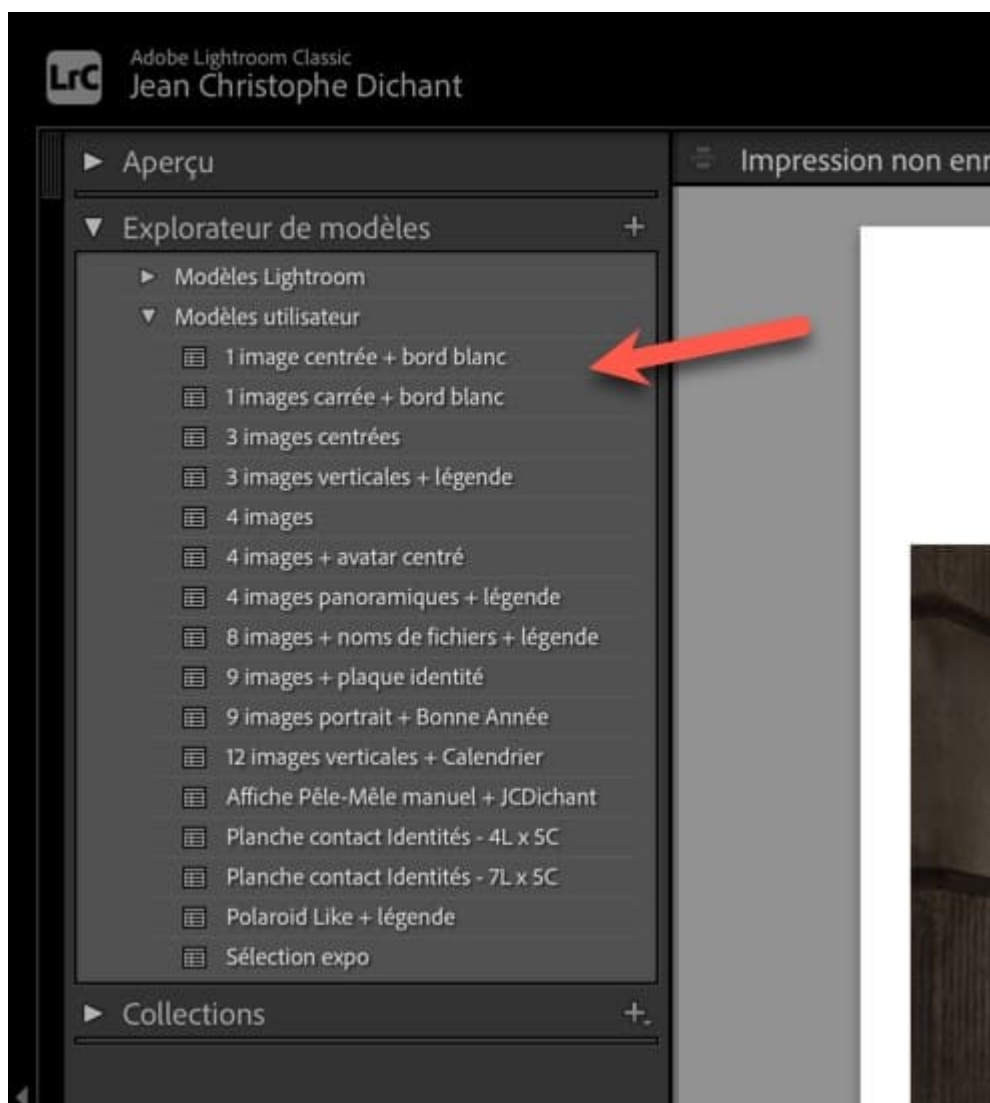 LrC
Adobe Lightroom Classic
Jean Christophe Dichant
Aperçu
Impression non enr
Explorateur de modèles +
Modèles Lightroom
Modèles utilisateur
1 image centrée + bord blanc
1 images carrée + bord blanc
3 images centrées
3 images verticales + légende
4 images
4 images + avatar centré
4 images panoramiques + légende
8 images + noms de fichiers + légende
9 images + plaque identité
9 images portrait + Bonne Année
12 images verticales + Calendrier
Affiche Pêle-Mêle manuel + JCDichant
Planche contact Identités - 4L x 5C
Planche contact Identités - 7L x 5C
Polaroid Like + légende
Sélection expo
Collections +